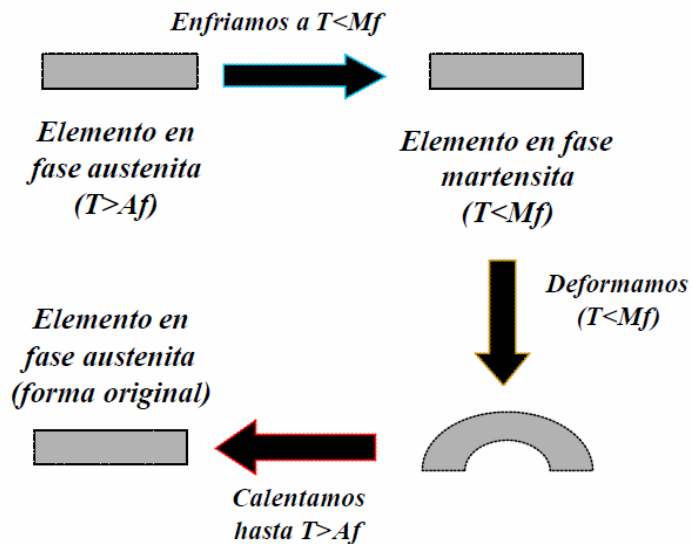 Enfriamos a T<Mf
Elemento en
fase austenita
(T>Af)
Elemento en fase
martensita
(T<Mf)
Deformamos
(T<Mf)
Elemento en
fase austenita
(forma original)
Calentamos
hasta T>Af